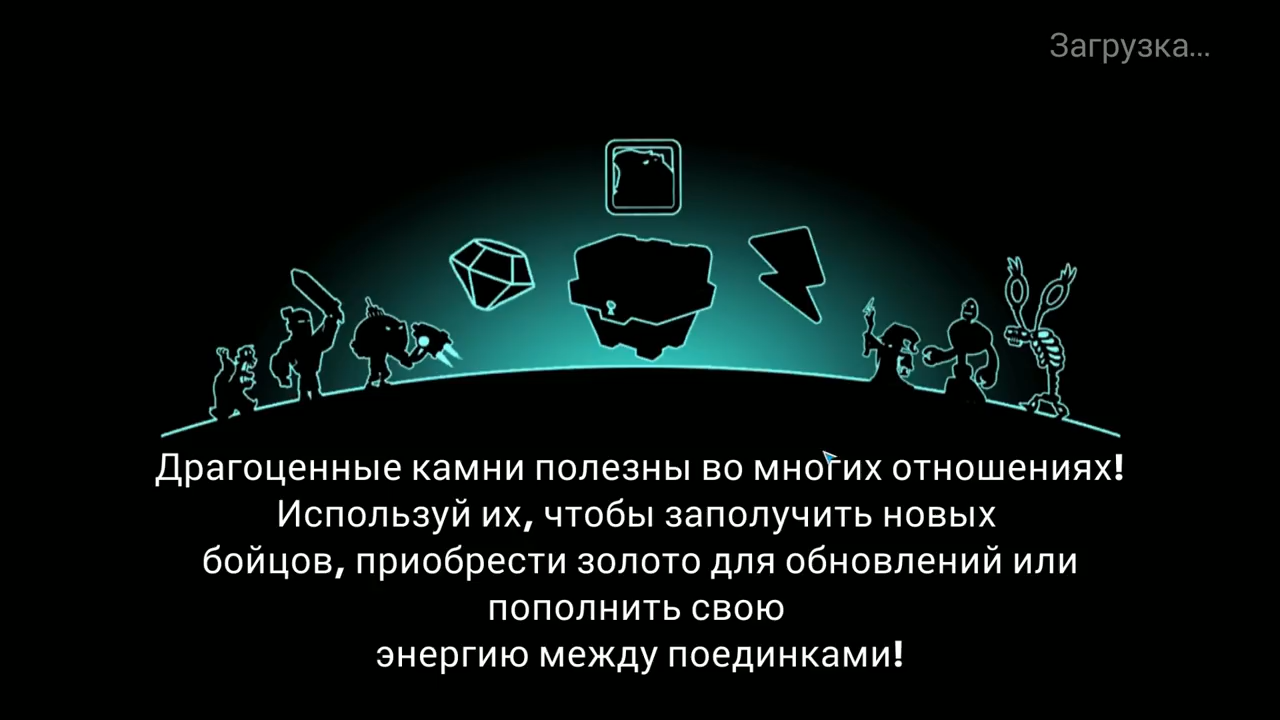 Загрузка...
Драгоценные камни полезны во многих отношениях!
Используй их, чтобы заполучить новых
бойцов, приобрести золото для обновлений или
пополнить свою
энергию между поединками!